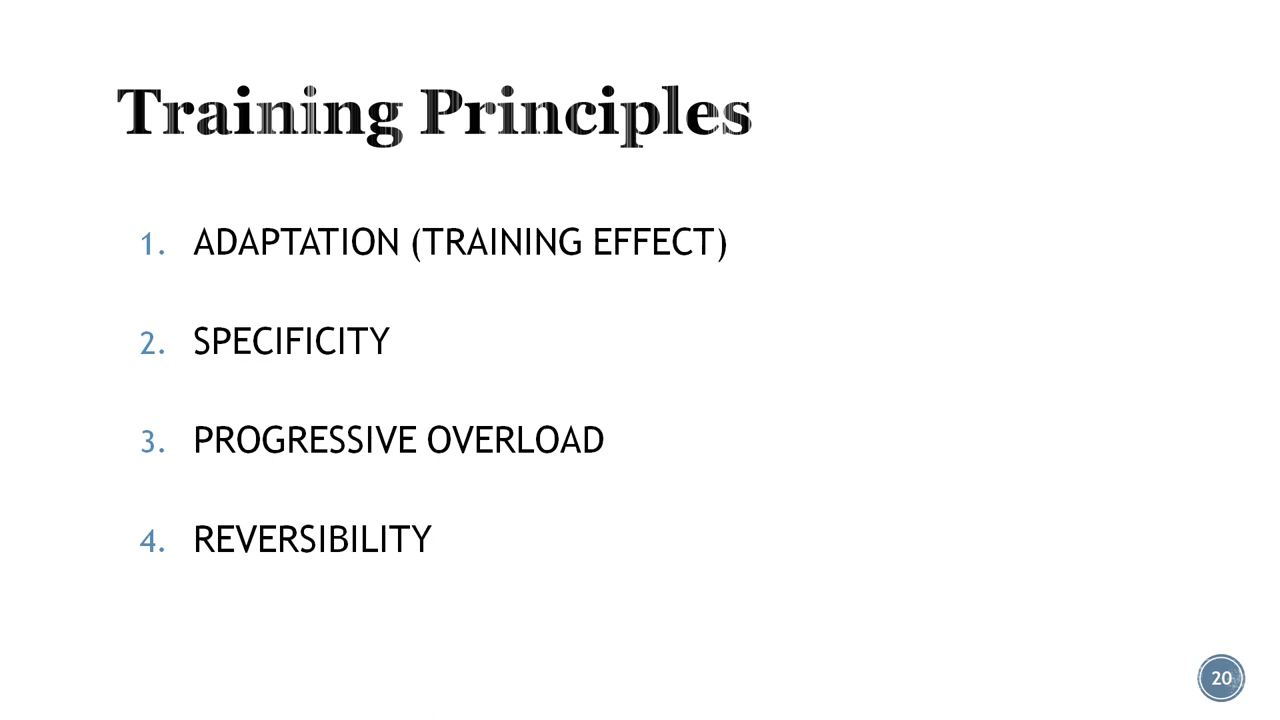 Training Principles
1. ADAPTATION (TRAINING EFFECT)
2. SPECIFICITY
3. PROGRESSIVE OVERLOAD
4. REVERSIBILITY
20